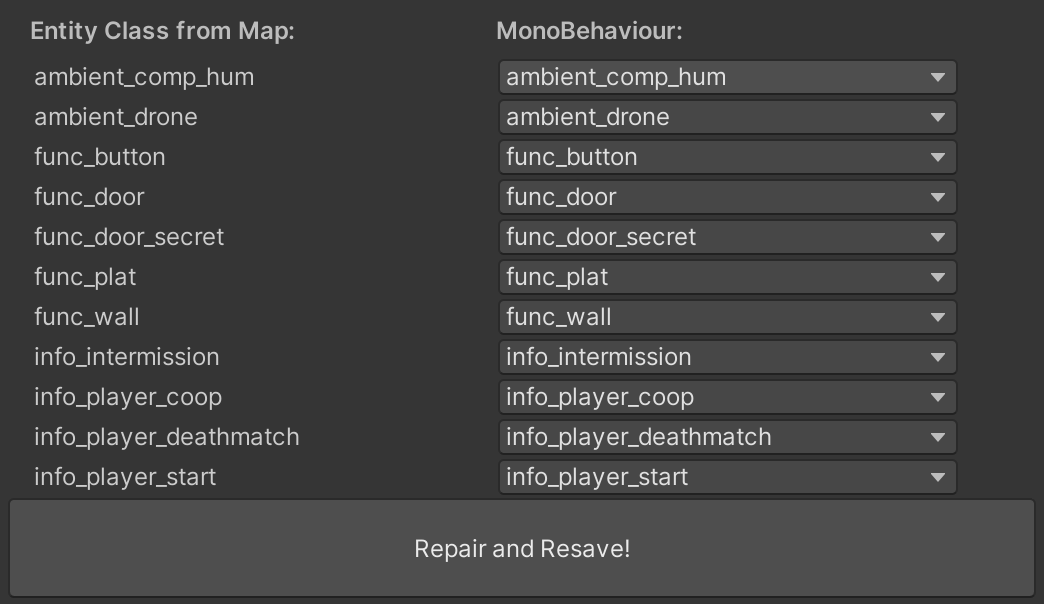 Entity Class from Map: MonoBehaviour:
ambient_comp_hum ambient_comp_hum
ambient_drone ambient_drone
func_button func_button
func_door func_door
func_door_secret func_door_secret
func_plat func_plat
func_wall func_wall
info_intermission info_intermission
info_player_coop info_player_coop
info_player_deathmatch info_player_deathmatch
info_player_start info_player_start
Repair and Resave!